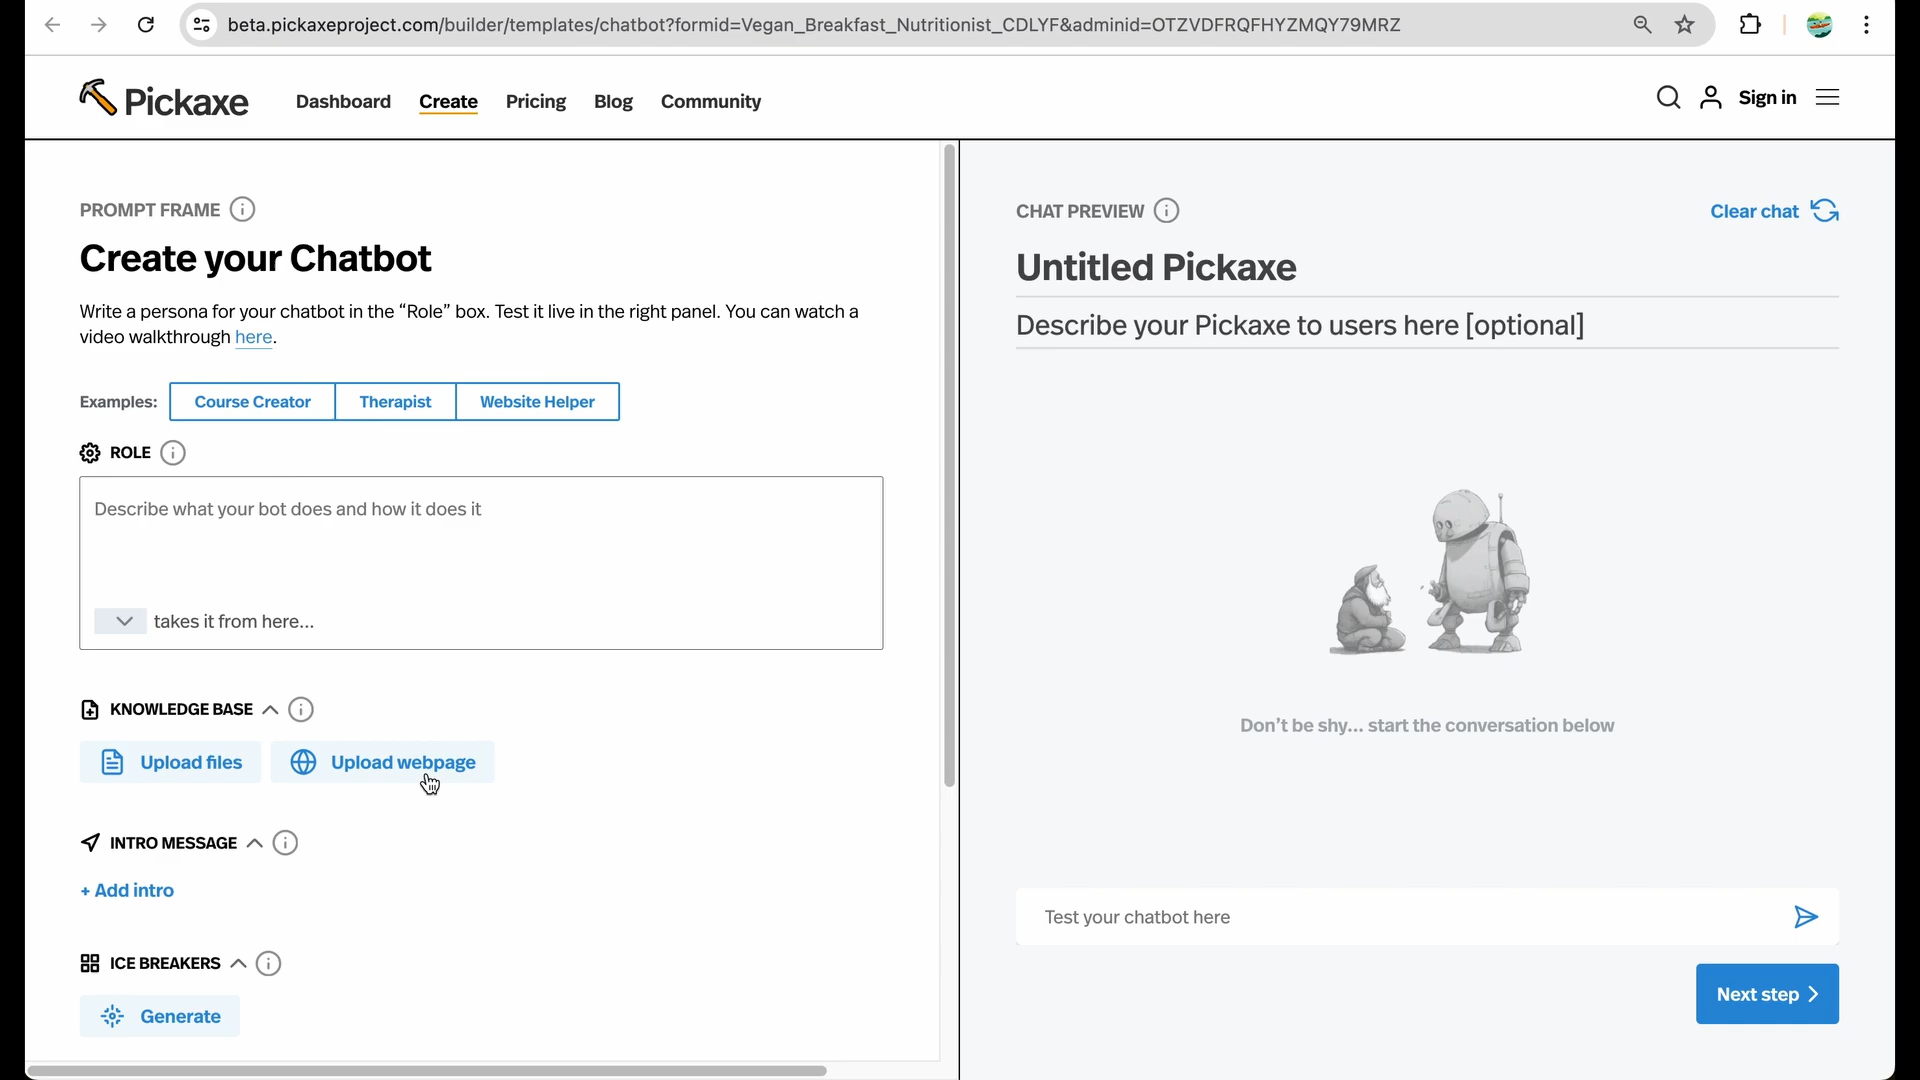 beta.pickaxeproject.com/builder/templates/chatbot?formid=Vegan_Breakfast_Nutritionist_CDLYF&adminid=OTZVDFRQFHYZMQY79MRZ
Pickaxe
Dashboard
Create
Pricing
Blog
Community
Sign in
PROMPT FRAME
Create your Chatbot
Write a persona for your chatbot in the “Role” box. Test it live in the right panel. You can watch a
video walkthrough here.
Examples:
Course Creator
Therapist
Website Helper
ROLE
Describe what your bot does and how it does it
takes it from here...
KNOWLEDGE BASE
Upload files
Upload webpage
INTRO MESSAGE
+ Add intro
ICE BREAKERS
Generate
CHAT PREVIEW
Clear chat
Untitled Pickaxe
Describe your Pickaxe to users here [optional]
Don’t be shy... start the conversation below
Test your chatbot here
Next step